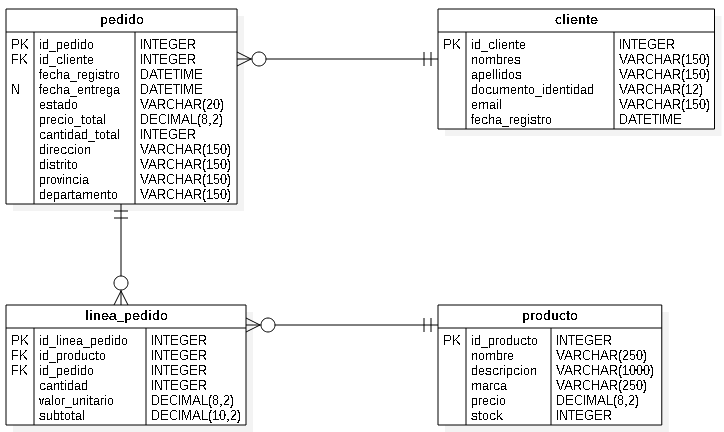 pedido
PK id_pedido INTEGER
FK id_cliente INTEGER
fecha_registro DATETIME
N fecha_entrega DATETIME
estado VARCHAR(20)
precio_total DECIMAL(8,2)
cantidad_total INTEGER
direccion VARCHAR(150)
distrito VARCHAR(150)
provincia VARCHAR(150)
departamento VARCHAR(150)
cliente
PK id_cliente INTEGER
nombres VARCHAR(150)
apellidos VARCHAR(150)
documento_identidad VARCHAR(12)
email VARCHAR(150)
fecha_registro DATETIME
linea_pedido
PK id_linea_pedido INTEGER
FK id_producto INTEGER
FK id_pedido INTEGER
cantidad INTEGER
valor_unitario DECIMAL(8,2)
subtotal DECIMAL(10,2)
producto
PK id_producto INTEGER
nombre VARCHAR(250)
descripcion VARCHAR(1000)
marca VARCHAR(250)
precio DECIMAL(8,2)
stock INTEGER